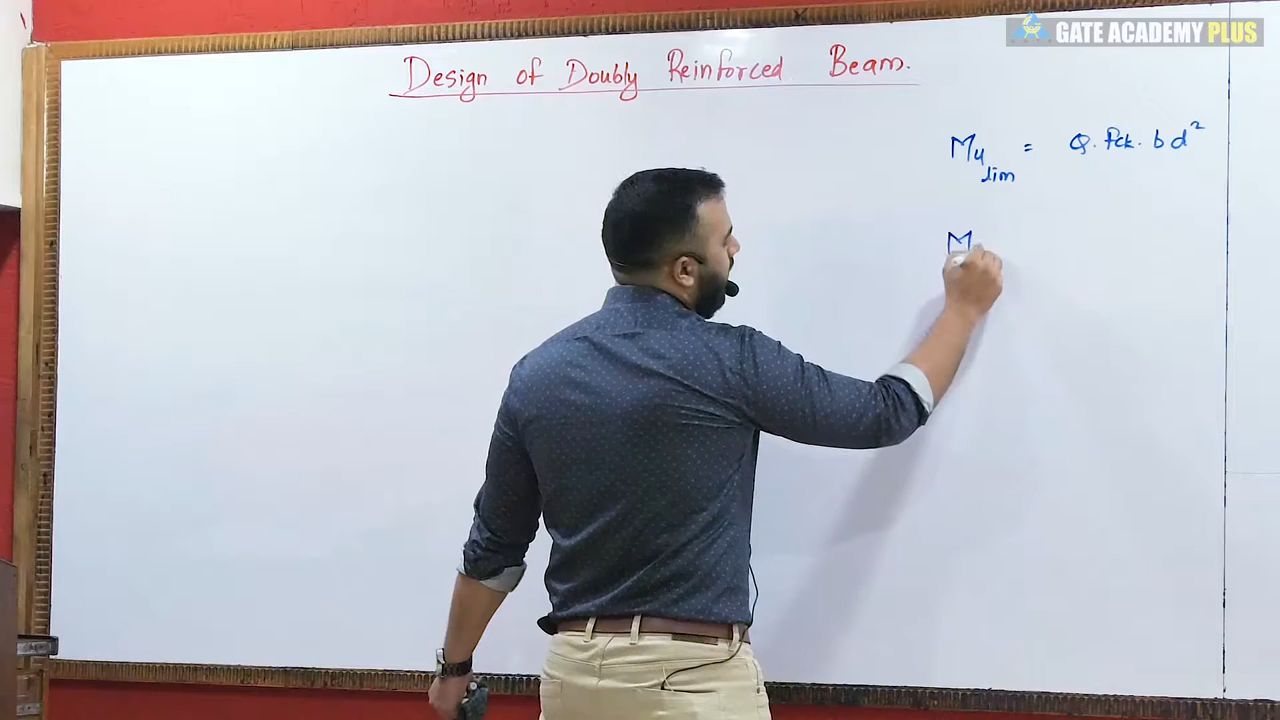 GATE ACADEMY PLUS
Design of Doubly Reinforced Beam.
Mu lim = Q. fck. b d²
M